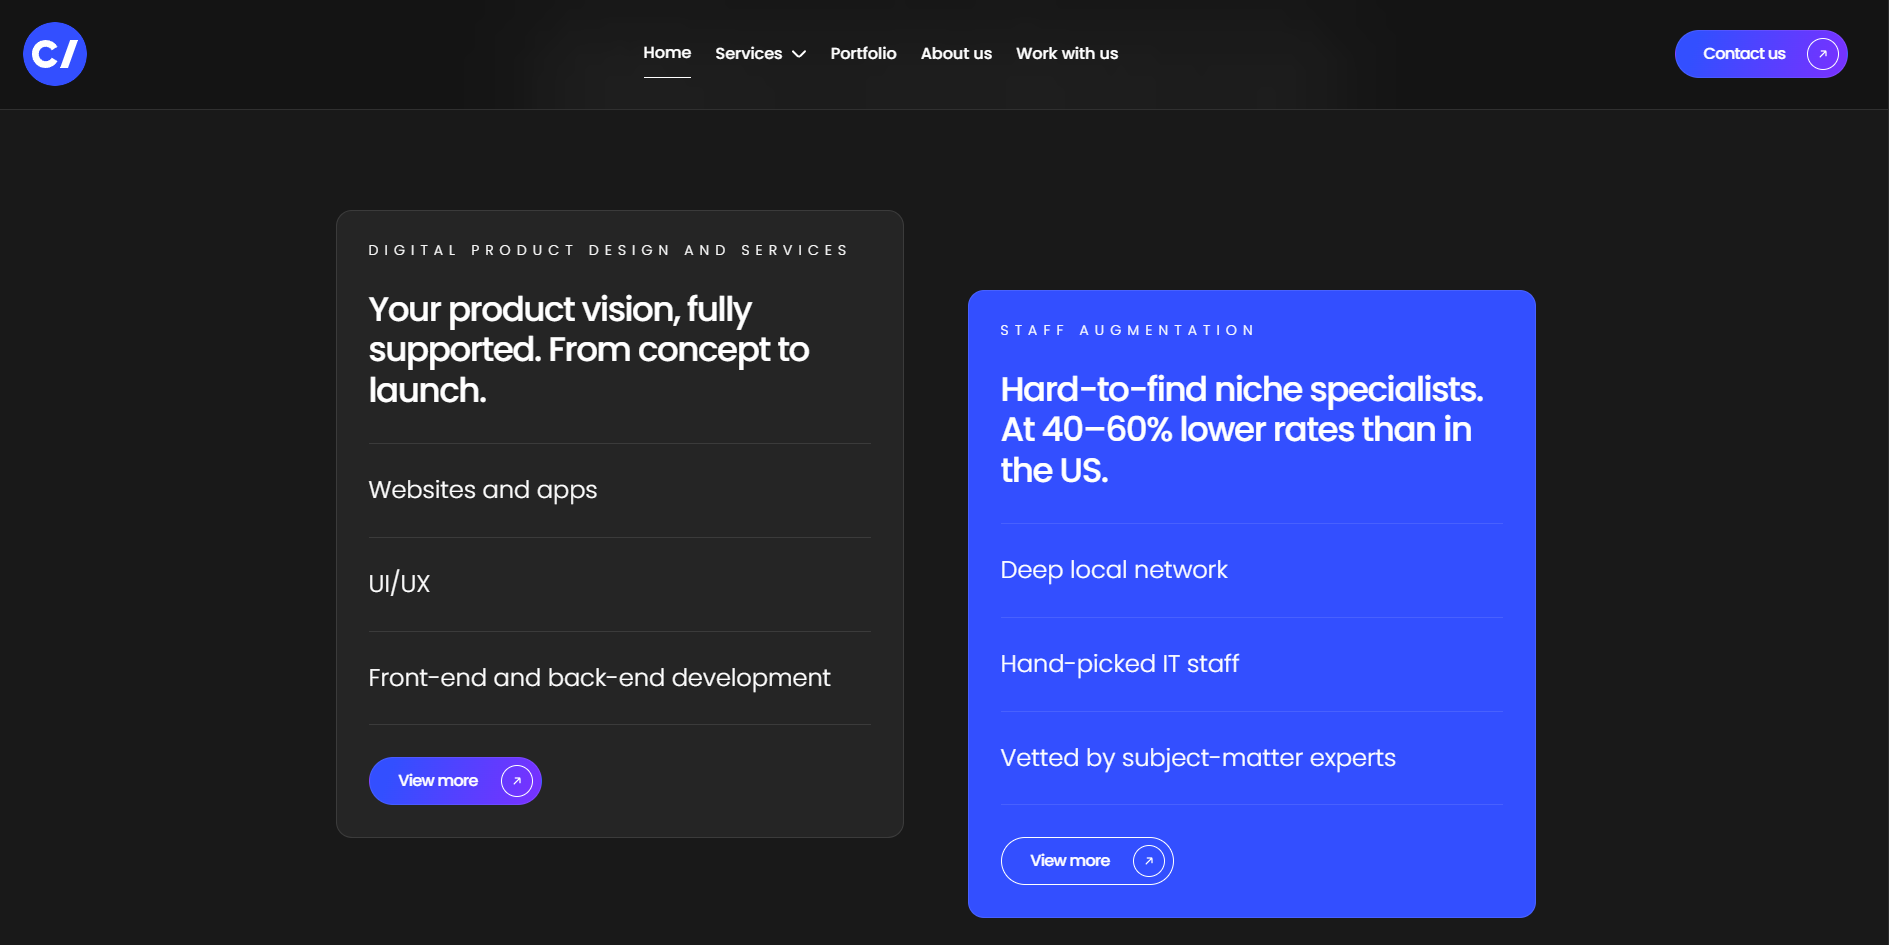 C/
Home
Services
Portfolio
About us
Work with us
Contact us
DIGITAL PRODUCT DESIGN AND SERVICES
Your product vision, fully
supported. From concept to
launch.
Websites and apps
UI/UX
Front-end and back-end development
View more
STAFF AUGMENTATION
Hard-to-find niche specialists.
At 40–60% lower rates than in
the US.
Deep local network
Hand-picked IT staff
Vetted by subject-matter experts
View more